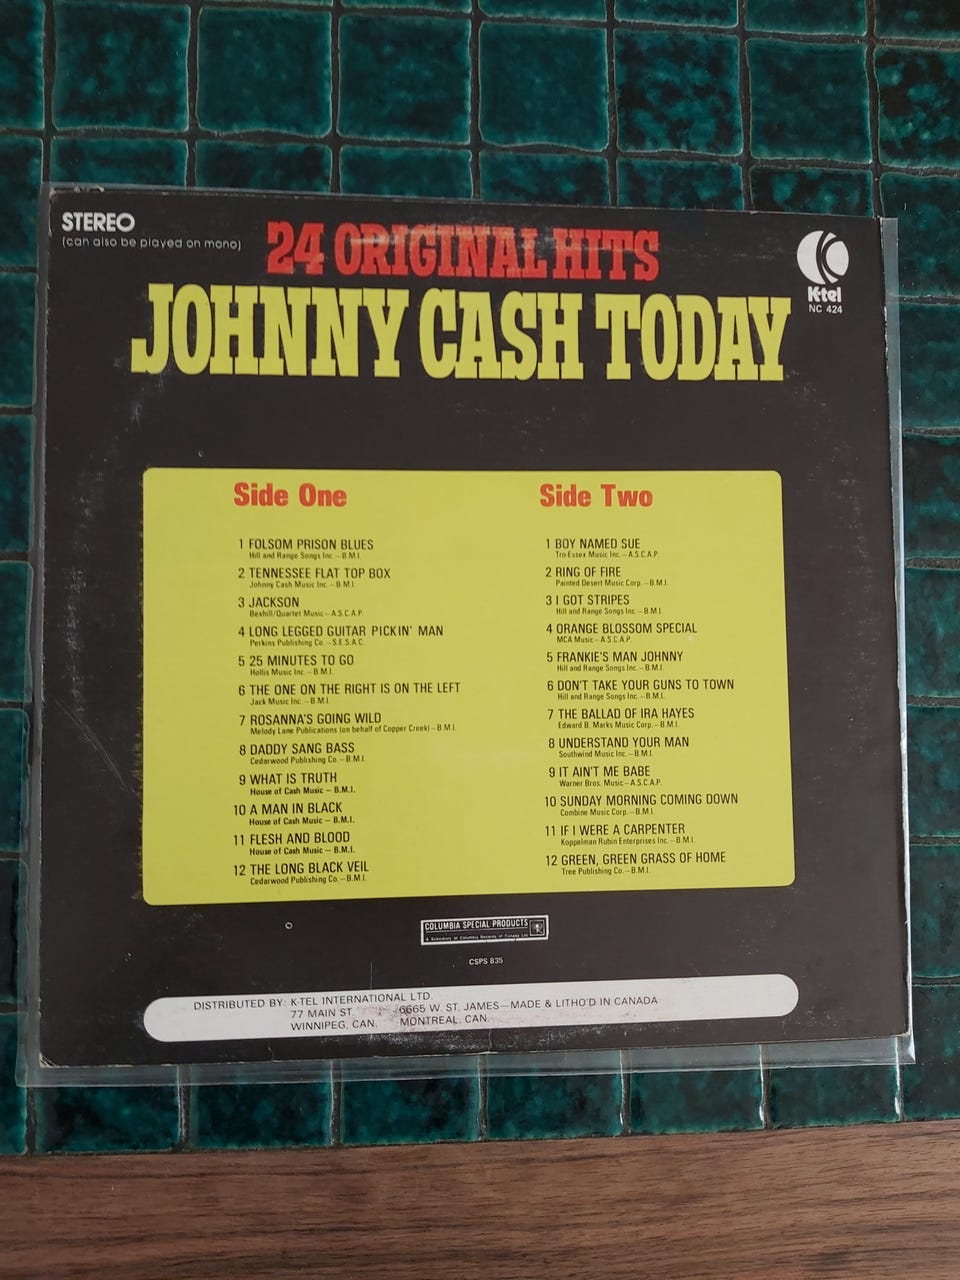 STEREO
(can also be played on mono)
24 ORIGINAL HITS
JOHNNY CASH TODAY
K-tel
NC 424
Side One
1 FOLSOM PRISON BLUES
Hill and Range Songs Inc. – B.M.I.
2 TENNESSEE FLAT TOP BOX
Johnny Cash Music Inc. – B.M.I.
3 JACKSON
Bexhill/Quartet Music – A.S.C.A.P.
4 LONG LEGGED GUITAR PICKIN' MAN
Perkins Publishing Co. – S.E.S.A.C.
5 25 MINUTES TO GO
Hollis Music Inc. – B.M.I.
6 THE ONE ON THE RIGHT IS ON THE LEFT
Jack Music Inc. – B.M.I.
7 ROSANNA'S GOING WILD
Melody Lane Publications (on behalf of Copper Creek) – B.M.I.
8 DADDY SANG BASS
Cedarwood Publishing Co. – B.M.I.
9 WHAT IS TRUTH
House of Cash Music – B.M.I.
10 A MAN IN BLACK
House of Cash Music – B.M.I.
11 FLESH AND BLOOD
House of Cash Music – B.M.I.
12 THE LONG BLACK VEIL
Cedarwood Publishing Co. – B.M.I.
Side Two
1 BOY NAMED SUE
Tro-Essex Music Inc. – A.S.C.A.P.
2 RING OF FIRE
Painted Desert Music Corp. – B.M.I.
3 I GOT STRIPES
Hill and Range Songs Inc. – B.M.I.
4 ORANGE BLOSSOM SPECIAL
MCA Music – A.S.C.A.P.
5 FRANKIE'S MAN JOHNNY
Hill and Range Songs Inc. – B.M.I.
6 DON'T TAKE YOUR GUNS TO TOWN
Hill and Range Songs Inc. – B.M.I.
7 THE BALLAD OF IRA HAYES
Edward B. Marks Music Corp. – B.M.I.
8 UNDERSTAND YOUR MAN
Southwind Music Inc. – B.M.I.
9 IT AIN'T ME BABE
Warner Bros. Music – A.S.C.A.P.
10 SUNDAY MORNING COMING DOWN
Combine Music Corp. – B.M.I.
11 IF I WERE A CARPENTER
Koppelman Rubin Enterprises Inc. – B.M.I.
12 GREEN, GREEN GRASS OF HOME
Tree Publishing Co. – B.M.I.
COLUMBIA SPECIAL PRODUCTS
A Subsidiary of Columbia Records of Canada Ltd.
CSPS 835
DISTRIBUTED BY: K-TEL INTERNATIONAL LTD.
77 MAIN ST. 6665 W. ST. JAMES – MADE & LITHO'D IN CANADA
WINNIPEG, CAN. MONTREAL, CAN.